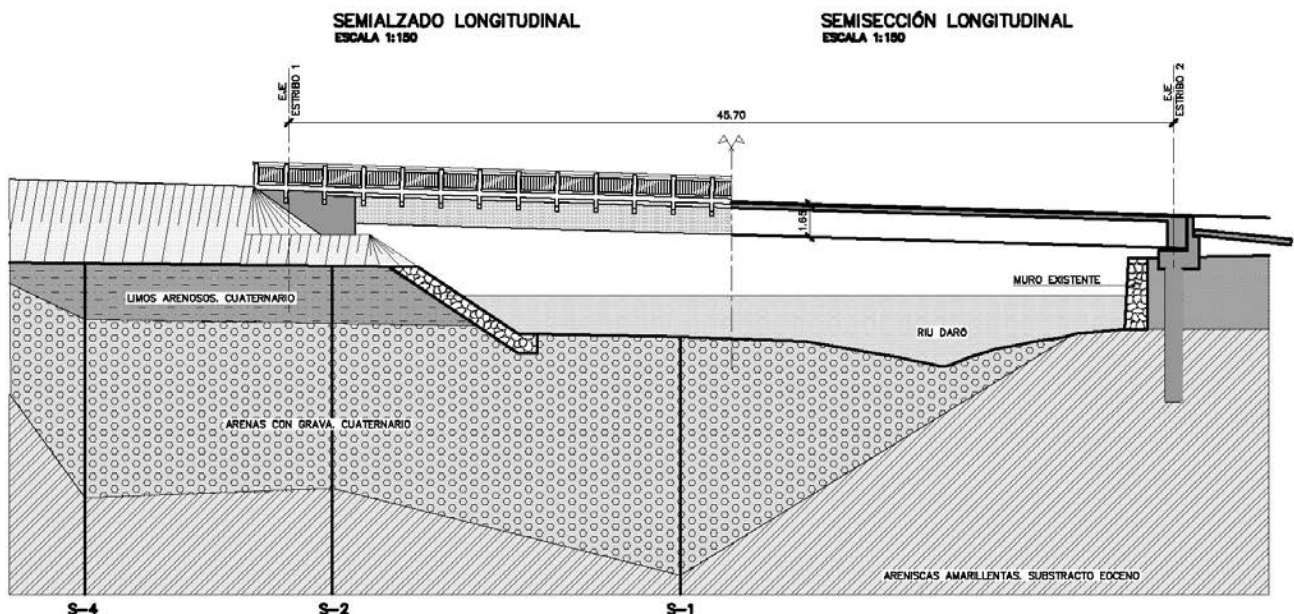 SEMIALZADO LONGITUDINAL
ESCALA 1:150
SEMISECCIÓN LONGITUDINAL
ESCALA 1:150
EJE
ESTRIBO 1
EJE
ESTRIBO 2
45.70
1.65
MURO EXISTENTE
LIMOS ARENOSOS. CUATERNARIO
RIU DARÓ
ARENAS CON GRAVA. CUATERNARIO
ARENISCAS AMARILLENTAS. SUBSTRACTO EOCENO
S-4
S-2
S-1